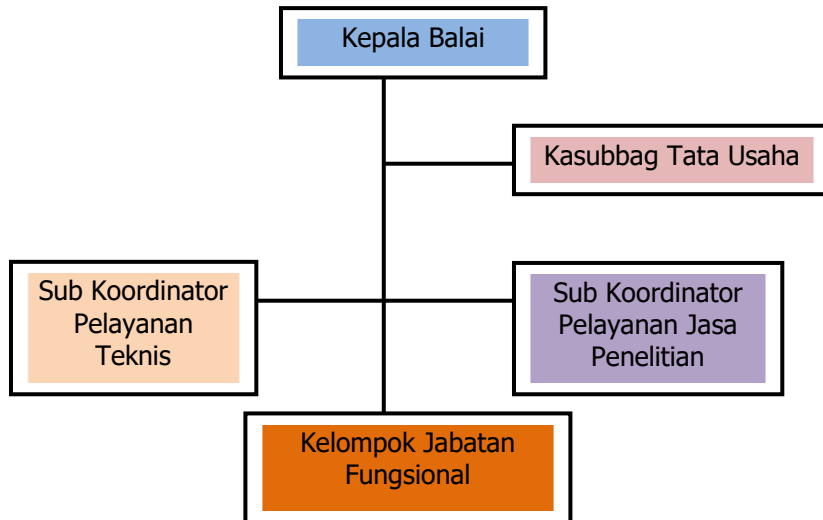 Kepala Balai
Kasubbag Tata Usaha
Sub Koordinator
Pelayanan
Teknis
Sub Koordinator
Pelayanan Jasa
Penelitian
Kelompok Jabatan
Fungsional